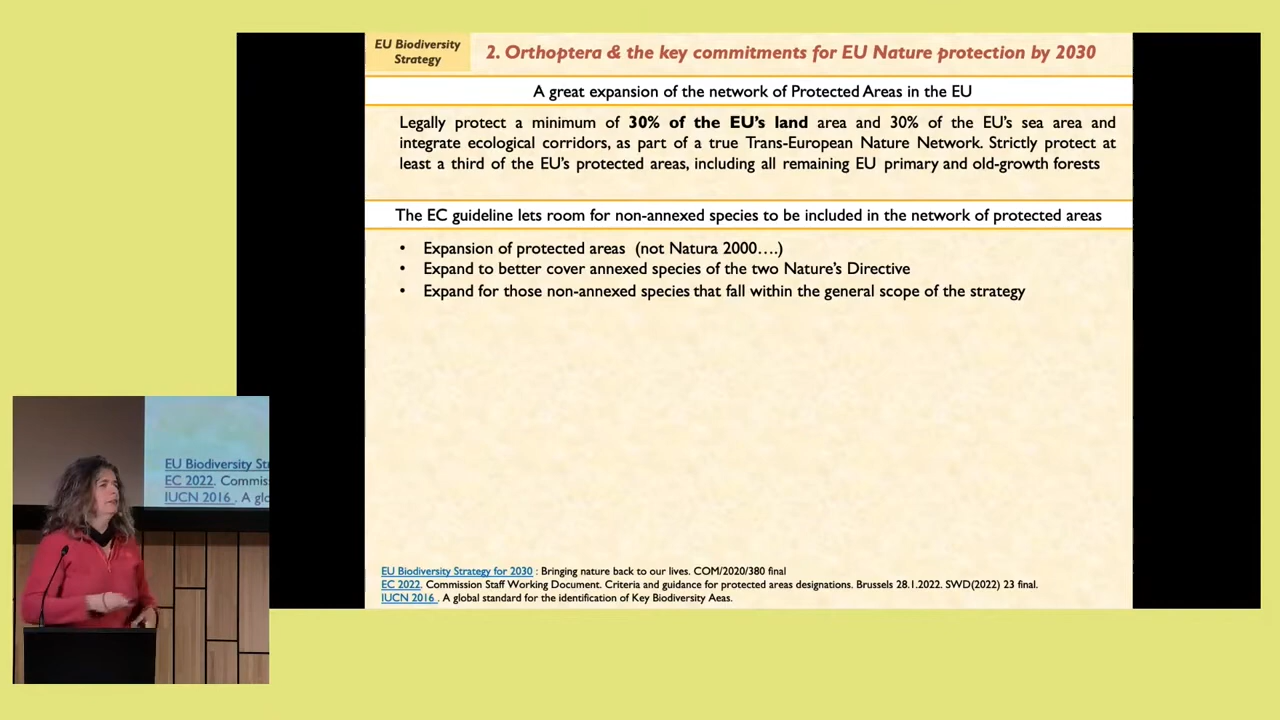 EU Biodiversity
Strategy
2. Orthoptera & the key commitments for EU Nature protection by 2030
A great expansion of the network of Protected Areas in the EU
Legally protect a minimum of 30% of the EU's land area and 30% of the EU's sea area and
integrate ecological corridors, as part of a true Trans-European Nature Network. Strictly protect at
least a third of the EU's protected areas, including all remaining EU primary and old-growth forests
The EC guideline lets room for non-annexed species to be included in the network of protected areas
• Expansion of protected areas (not Natura 2000….)
• Expand to better cover annexed species of the two Nature's Directive
• Expand for those non-annexed species that fall within the general scope of the strategy
EU Biodiversity Strategy for 2030 : Bringing nature back to our lives. COM/2020/380 final
EC 2022. Commission Staff Working Document. Criteria and guidance for protected areas designations. Brussels 28.1.2022. SWD(2022) 23 final.
IUCN 2016 . A global standard for the identification of Key Biodiversity Aeas.
EU Biodiversity Str
EC 2022. Commis
IUCN 2016 . A glo